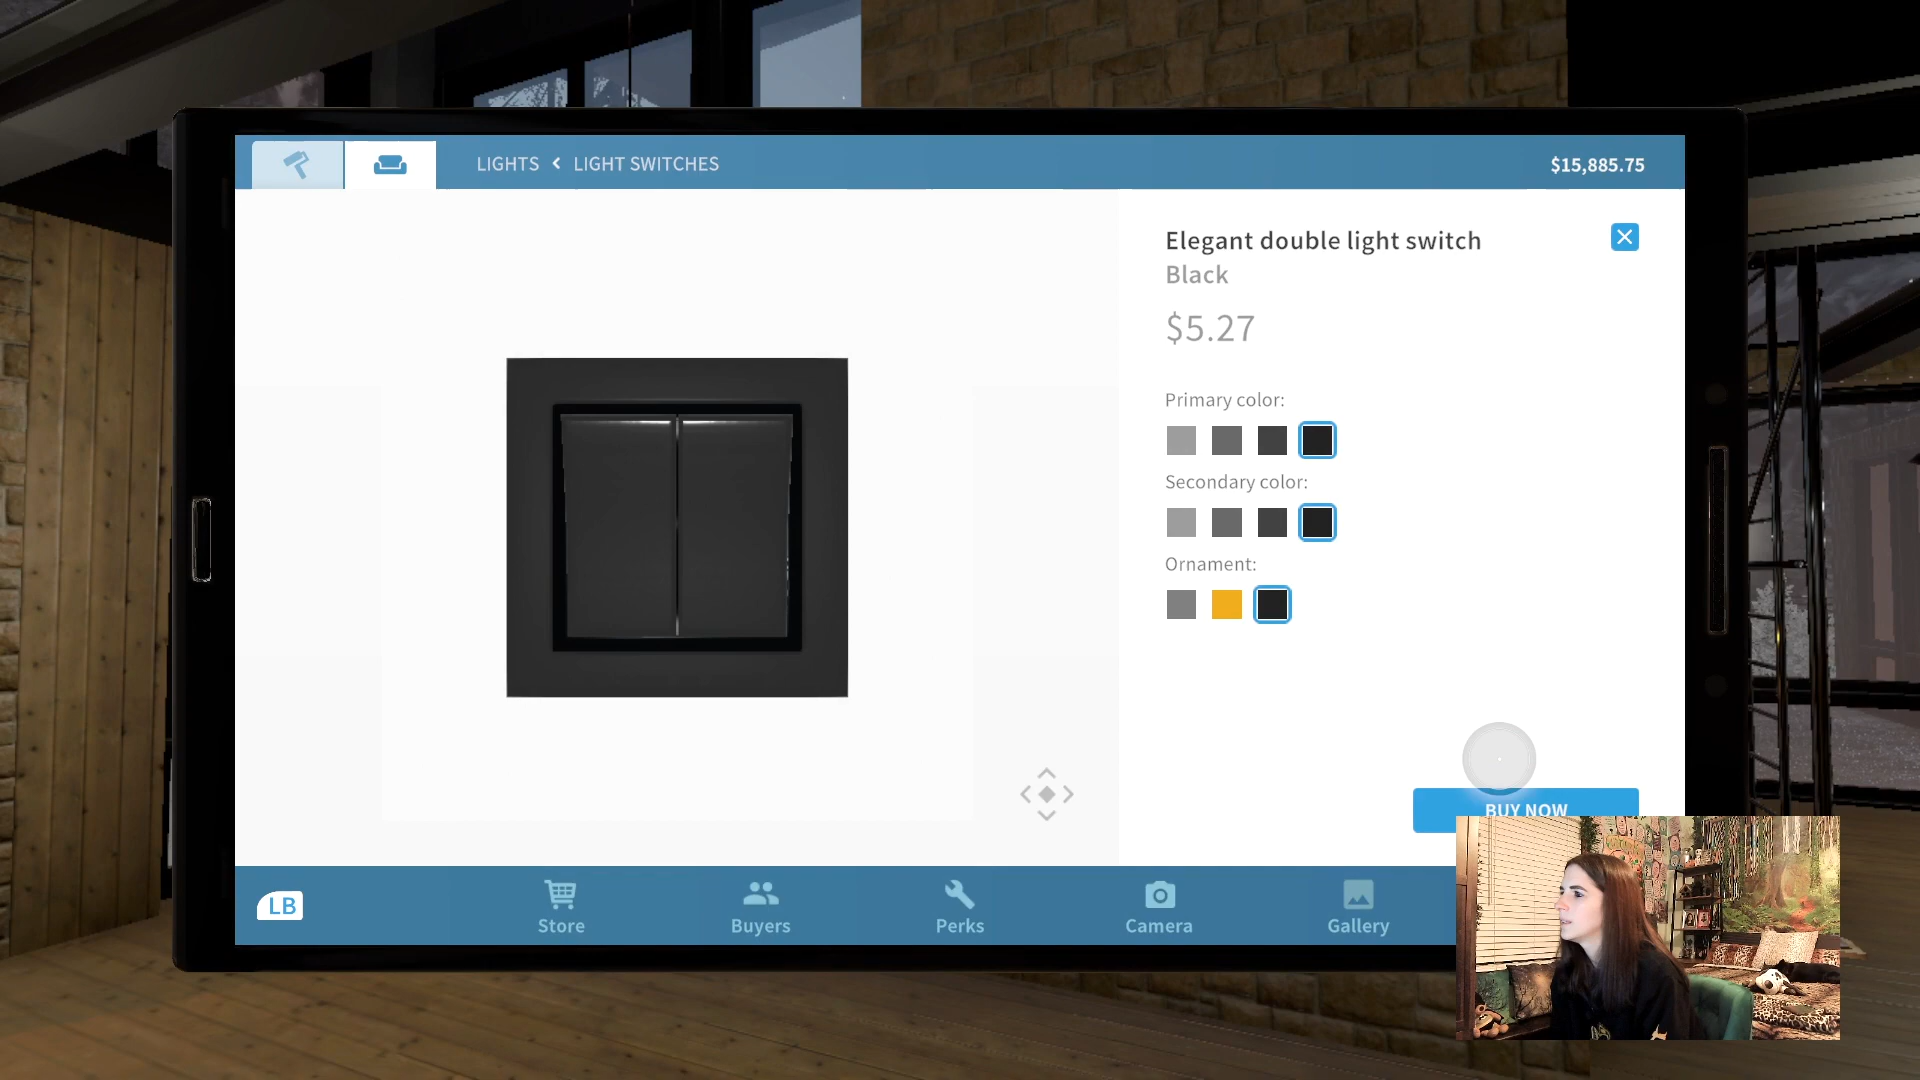 LIGHTS < LIGHT SWITCHES
$15,885.75
Elegant double light switch
Black
$5.27
Primary color:
Secondary color:
Ornament:
BUY NOW
LB
Store
Buyers
Perks
Camera
Gallery